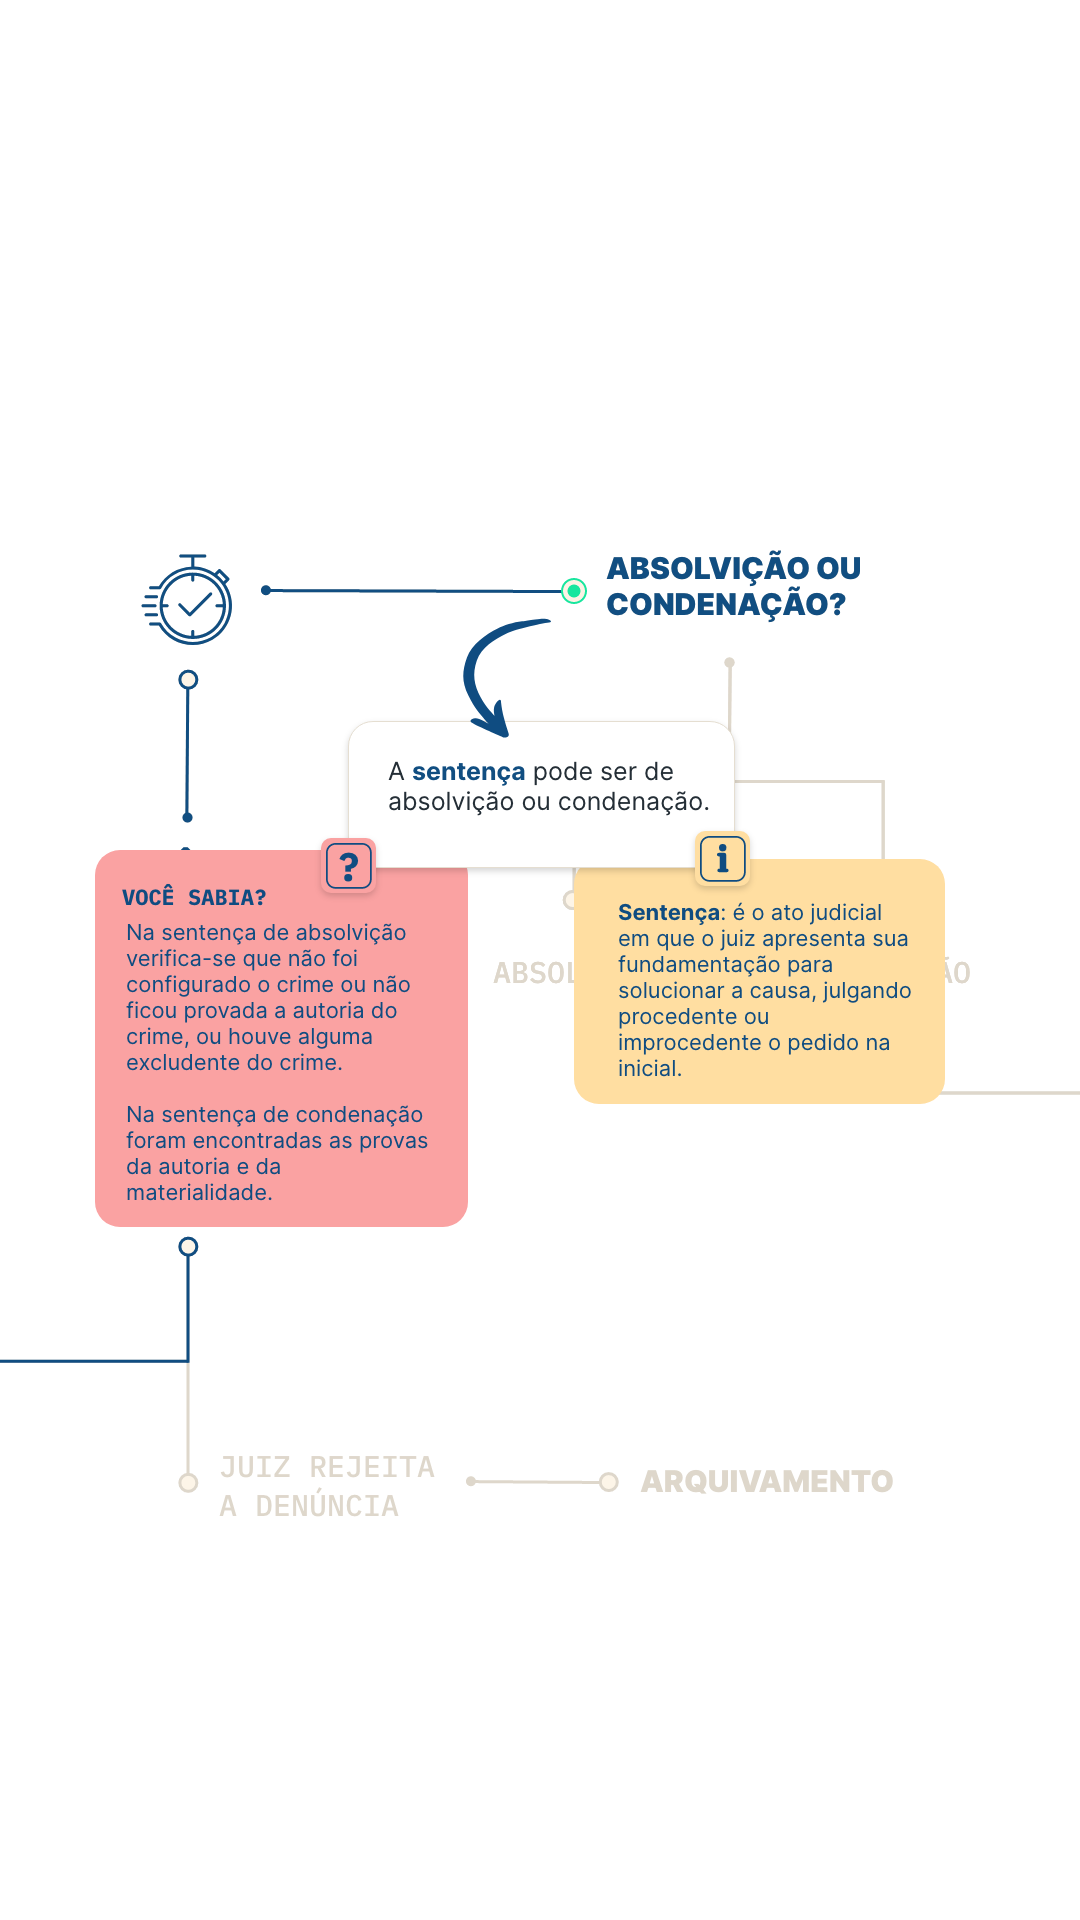 ABSOLVIÇÃO OU
CONDENAÇÃO?
A sentença pode ser de
absolvição ou condenação.
?
i
VOCÊ SABIA?
Na sentença de absolvição
verifica-se que não foi
configurado o crime ou não
ficou provada a autoria do
crime, ou houve alguma
excludente do crime.
Na sentença de condenação
foram encontradas as provas
da autoria e da
materialidade.
Sentença: é o ato judicial
em que o juiz apresenta sua
fundamentação para
solucionar a causa, julgando
procedente ou
improcedente o pedido na
inicial.
JUIZ REJEITA
A DENÚNCIA
ARQUIVAMENTO